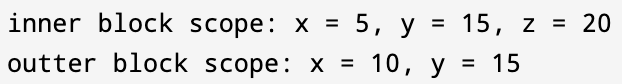 inner block scope: x = 5, y = 15, z = 20
outter block scope: x = 10, y = 15